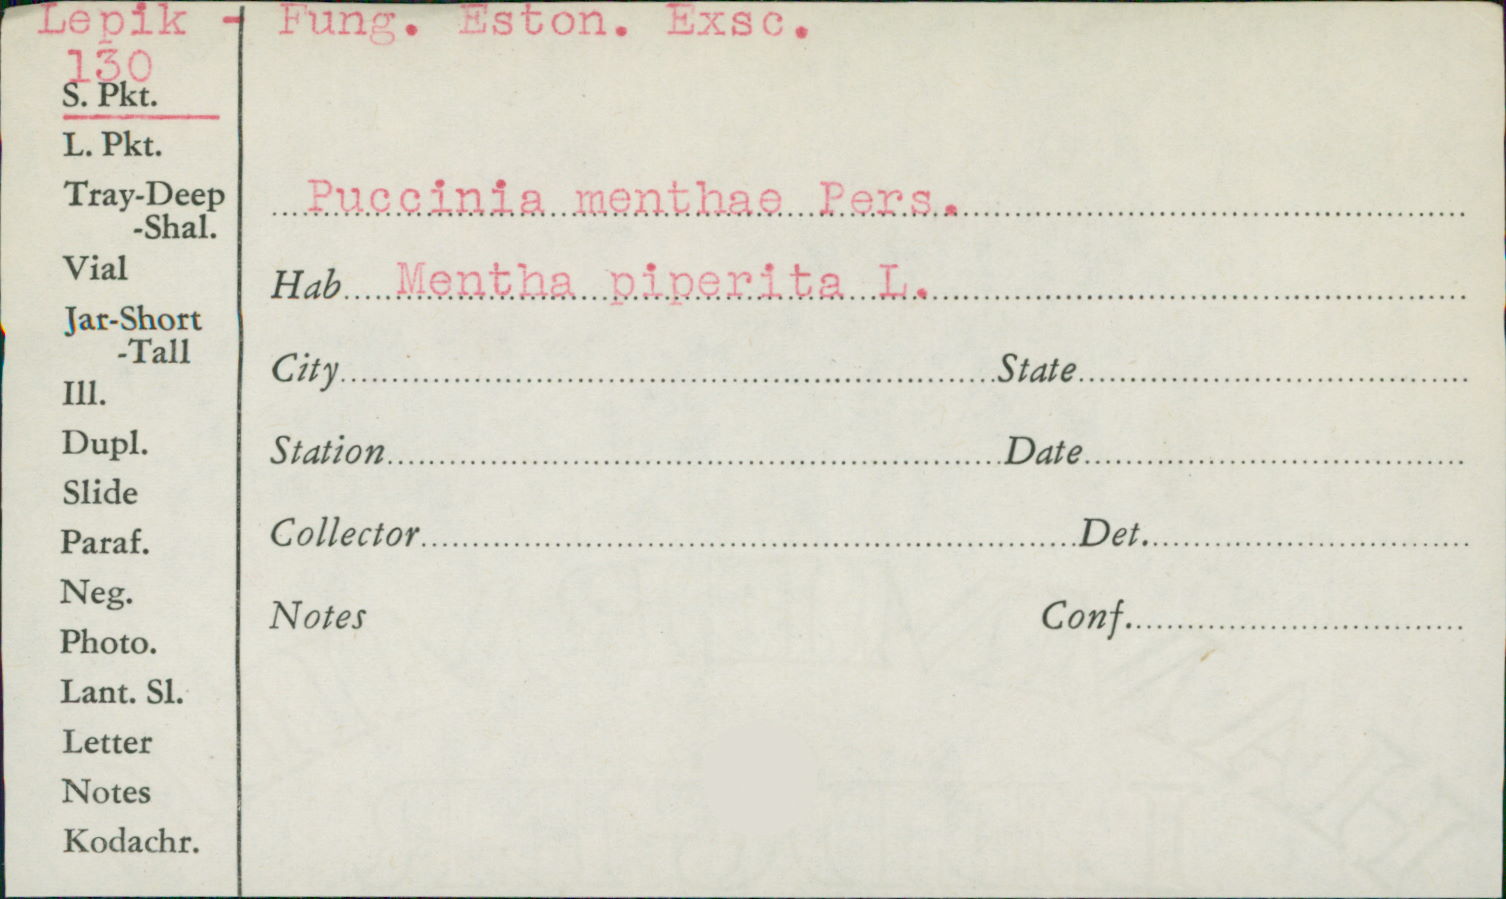 Lepik - Fung. Eston. Exsc.
130
S. Pkt.
L. Pkt.
Tray-Deep
-Shal.
Vial
Jar-Short
-Tall
Ill.
Dupl.
Slide
Paraf.
Neg.
Photo.
Lant. Sl.
Letter
Notes
Kodachr.
Puccinia menthae Pers.
Hab Mentha piperita L.
City State
Station Date
Collector Det.
Notes Conf.